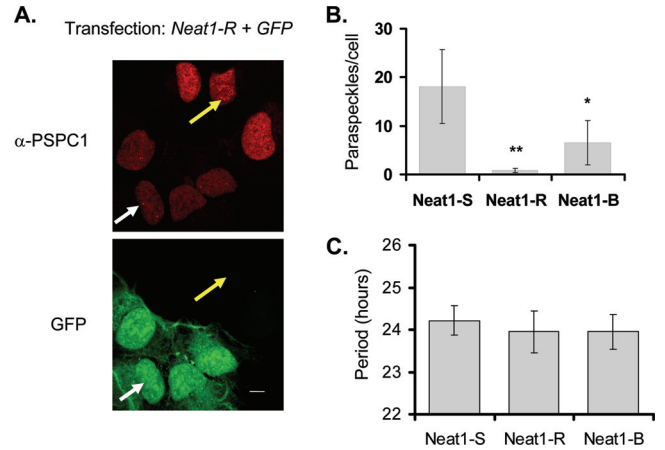 A.
Transfection: Neat1-R + GFP
α-PSPC1
GFP
B.
Paraspeckles/cell
30
20
10
0
**
*
Neat1-S Neat1-R Neat1-B
C.
Period (hours)
26
25
24
23
22
Neat1-S Neat1-R Neat1-B